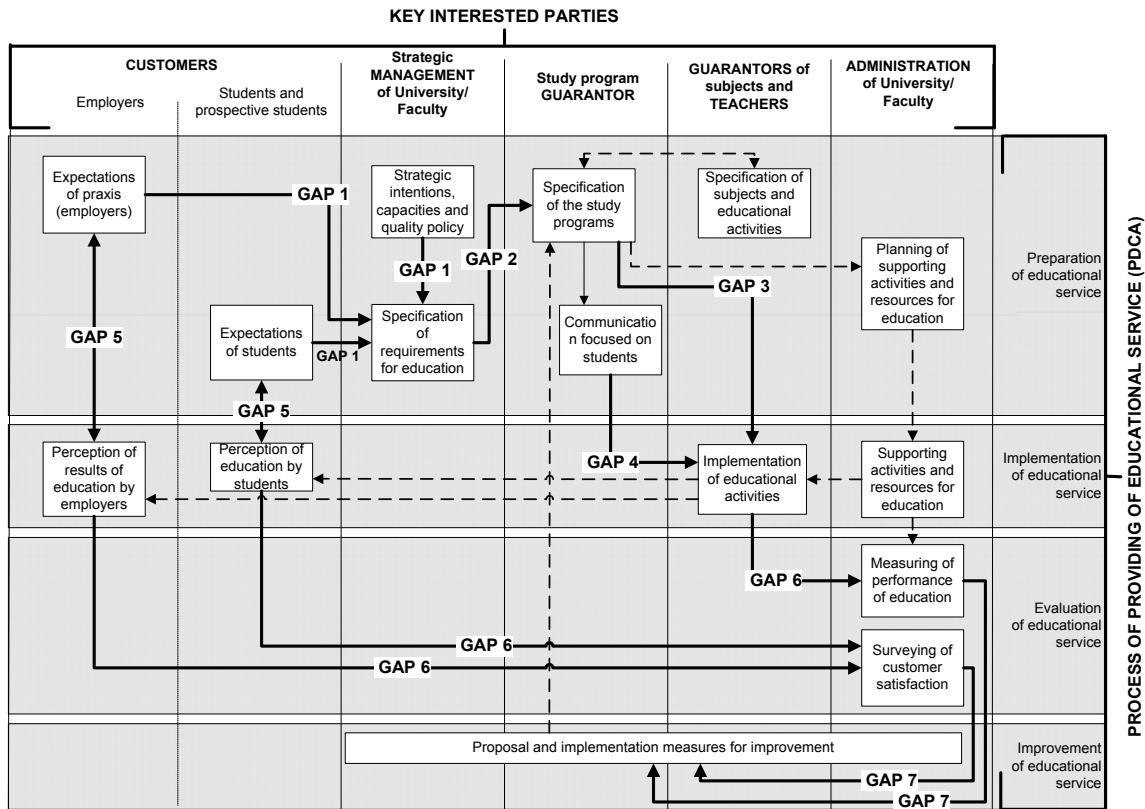 KEY INTERESTED PARTIES
CUSTOMERS
Employers
Students and
prospective students
Strategic
MANAGEMENT
of University/
Faculty
Study program
GUARANTOR
GUARANTORS of
subjects and
TEACHERS
ADMINISTRATION
of University/
Faculty
Expectations
of praxis
(employers)
GAP 1
Strategic
intentions,
capacities and
quality policy
GAP 1
GAP 2
Specification
of the study
programs
Specification of
subjects and
educational
activities
GAP 3
Planning of
supporting
activities and
resources for
education
Preparation
of educational
service
GAP 5
Expectations
of students
GAP 1
Specification
of
requirements
for education
Communicatio
n focused on
students
GAP 5
Perception of
results of
education by
employers
Perception of
education by
students
GAP 4
Implementation
of educational
activities
Supporting
activities and
resources for
education
Implementation
of educational
service
GAP 6
Measuring of
performance
of education
GAP 6
GAP 6
Surveying of
customer
satisfaction
Evaluation
of educational
service
Proposal and implementation measures for improvement
GAP 7
GAP 7
Improvement
of educational
service
PROCESS OF PROVIDING OF EDUCATIONAL SERVICE (PDCA)